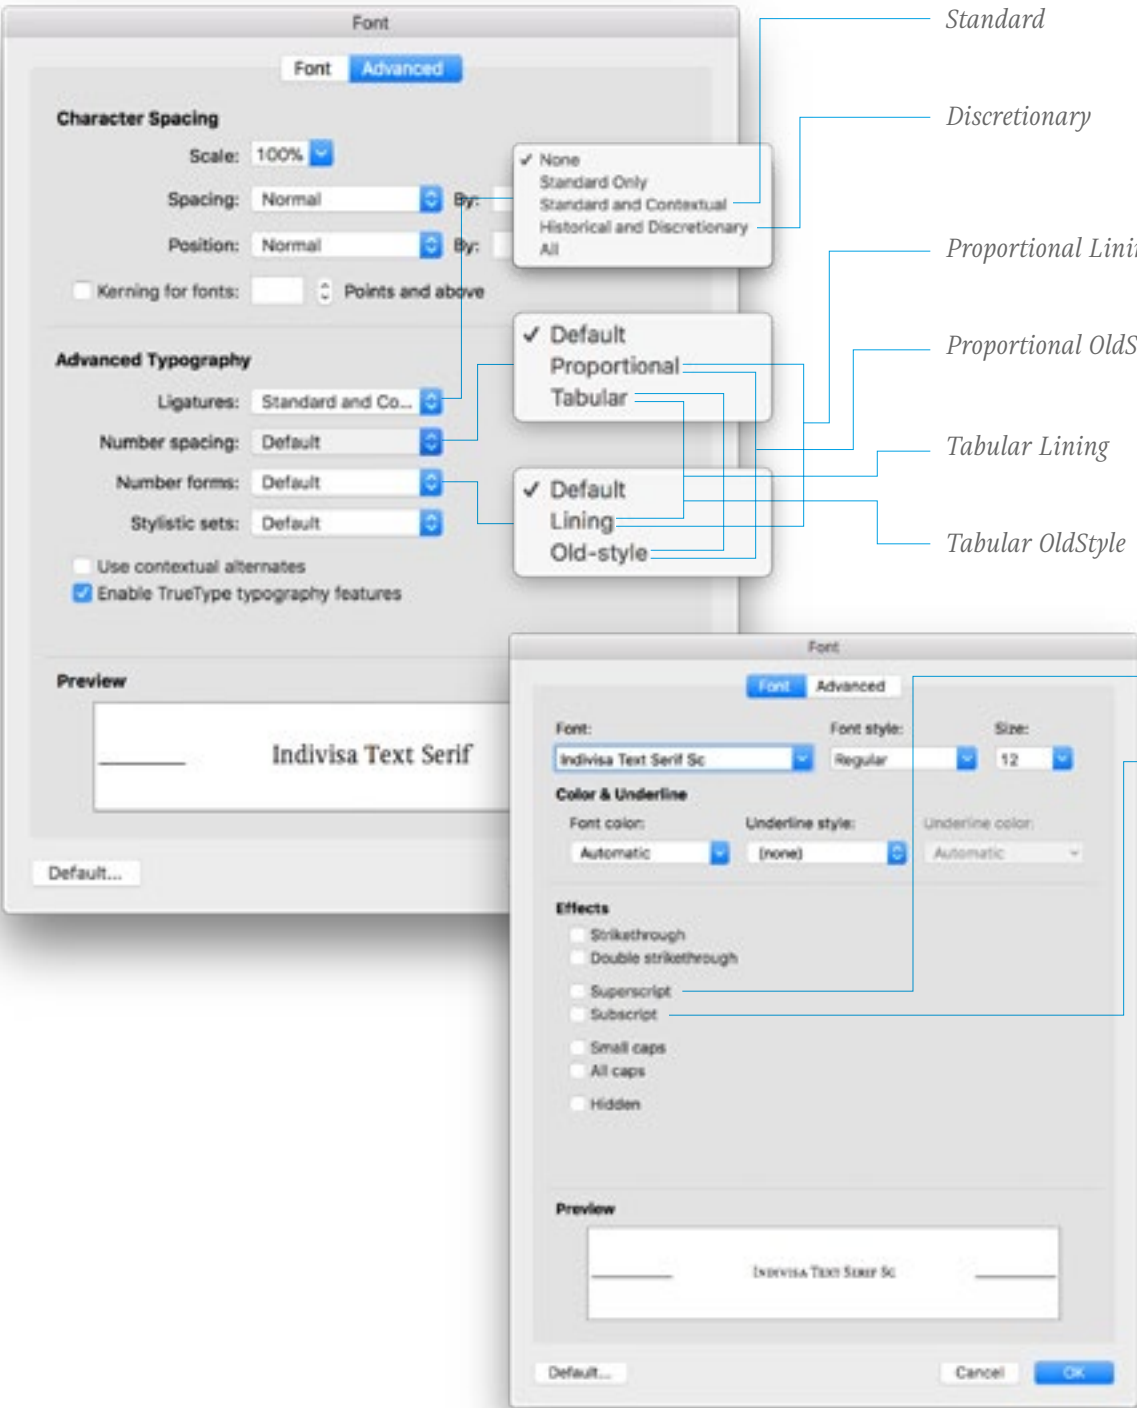 Font
Font Advanced
Character Spacing
Scale: 100%
Spacing: Normal By:
Position: Normal By:
Kerning for fonts: Points and above
Advanced Typography
Ligatures: Standard and Co...
Number spacing: Default
Number forms: Default
Stylistic sets: Default
Use contextual alternates
Enable TrueType typography features
Preview
Indivisa Text Serif
Default...
✓ None
Standard Only
Standard and Contextual
Historical and Discretionary
All
✓ Default
Proportional
Tabular
✓ Default
Lining
Old-style
Standard
Discretionary
Proportional Linin
Proportional OldS
Tabular Lining
Tabular OldStyle
Font
Font Advanced
Font: Font style: Size:
Indivisa Text Serif Sc Regular 12
Color & Underline
Font color: Underline style: Underline color:
Automatic (none) Automatic
Effects
Strikethrough
Double strikethrough
Superscript
Subscript
Small caps
All caps
Hidden
Preview
Indivisa Text Serif Sc
Default... Cancel OK